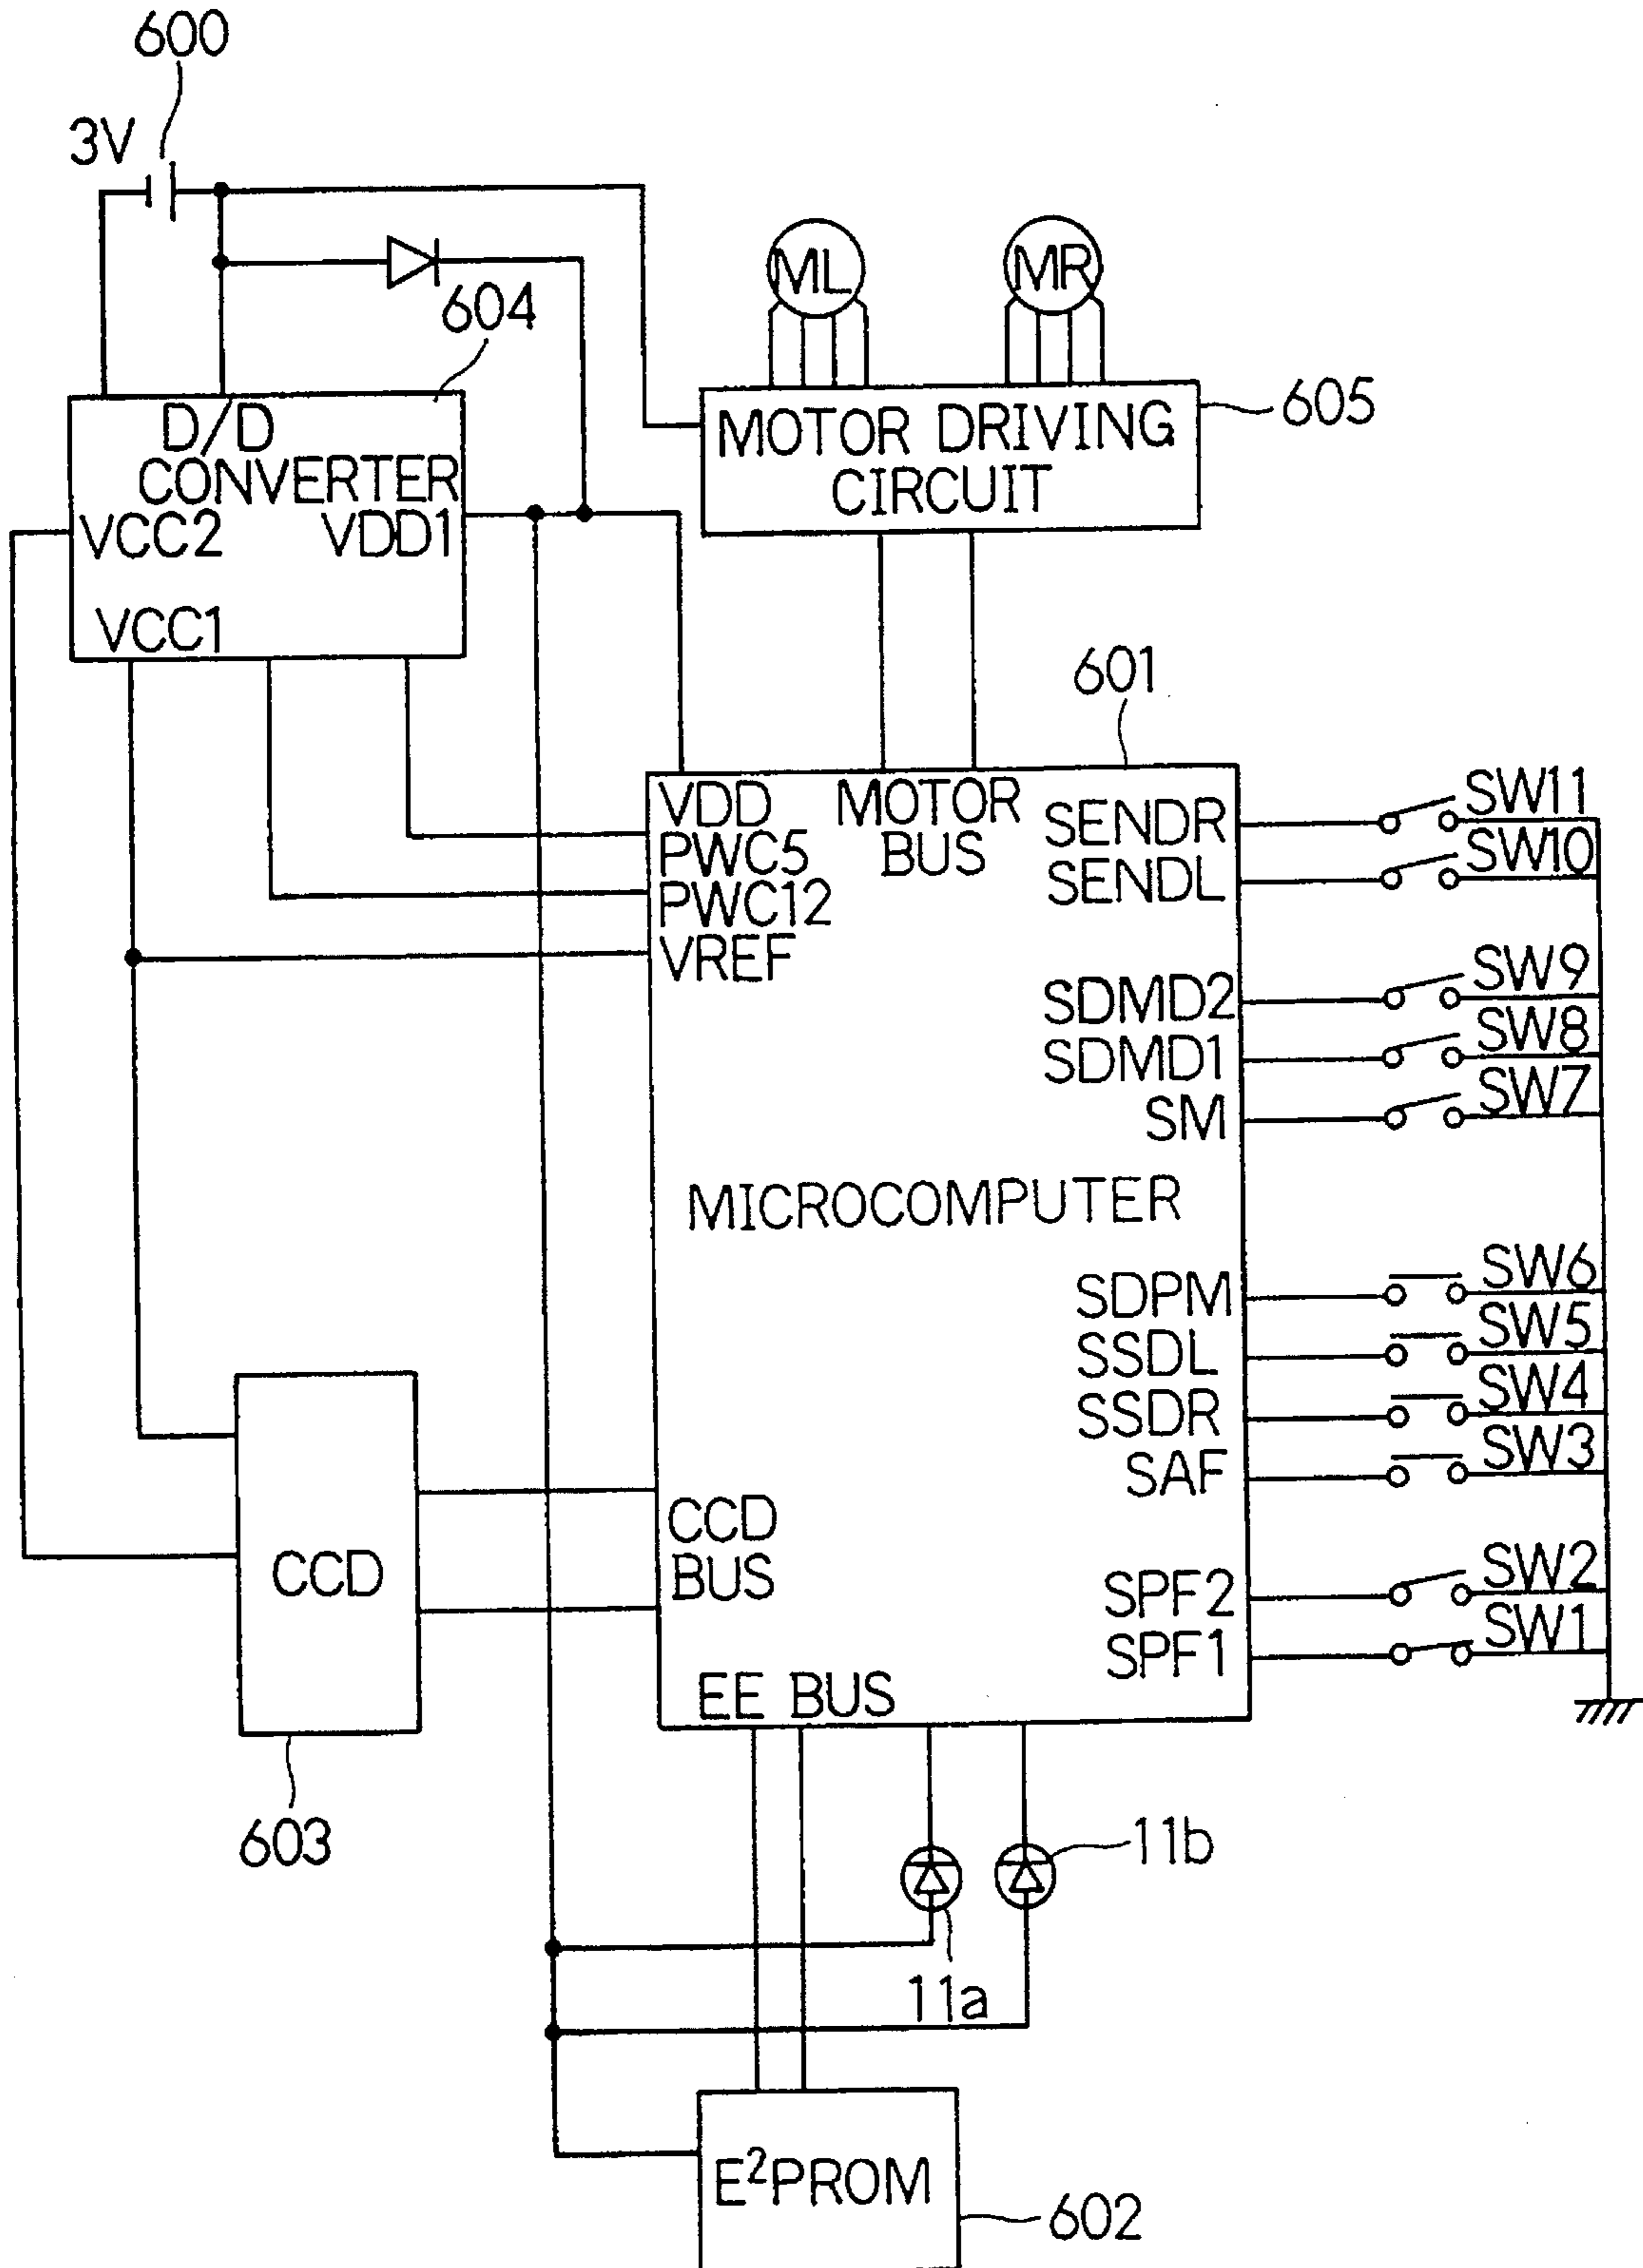 600
3V
ML
MR
604
605
D/D
CONVERTER
VCC2
VDD1
VCC1
MOTOR DRIVING
CIRCUIT
601
VDD
PWC5
PWC12
VREF
MOTOR
BUS
SENDR
SW11
SENDL
SW10
SDMD2
SW9
SDMD1
SW8
SM
SW7
MICROCOMPUTER
SDPM
SW6
SSDL
SW5
SSDR
SW4
SAF
SW3
CCD
CCD
BUS
SPF2
SW2
SPF1
SW1
EE BUS
603
11b
11a
E²PROM
602